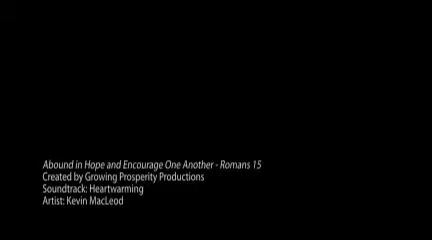 Abound in Hope and Encourage One Another - Romans 15
Created by Growing Prosperity Productions
Soundtrack: Heartwarming
Artist: Kevin MacLeod